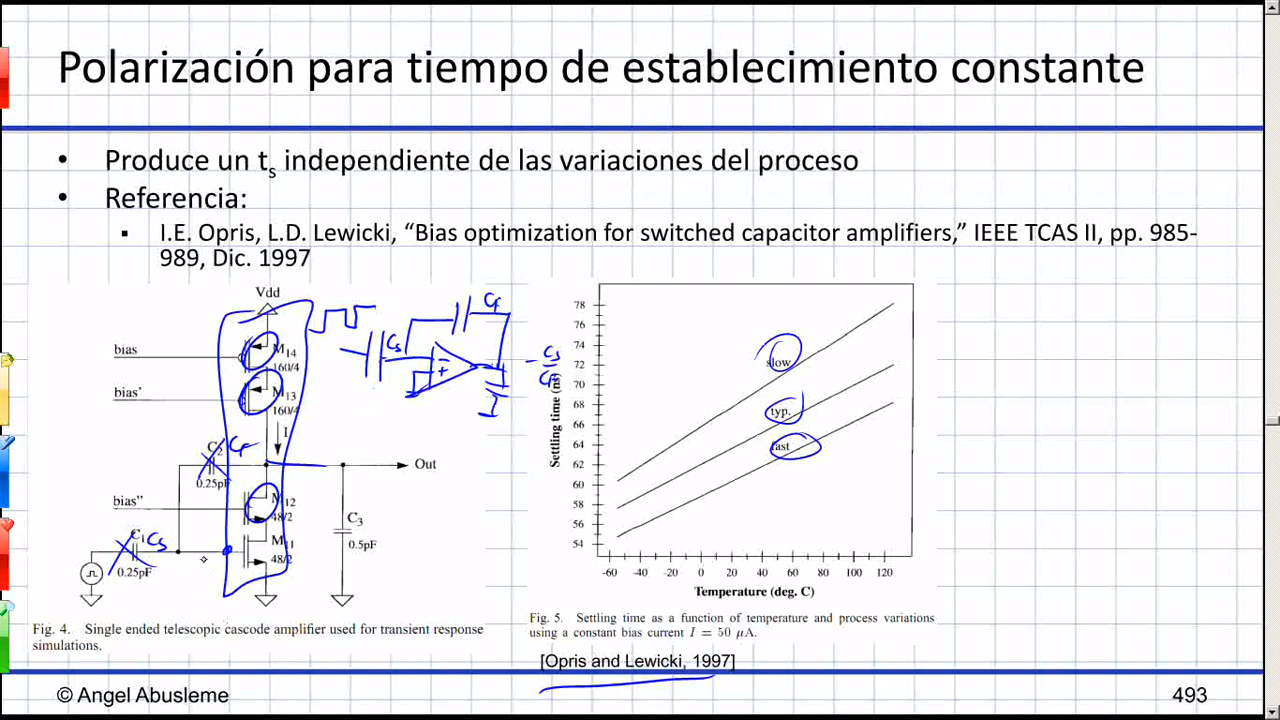 Polarización para tiempo de establecimiento constante
• Produce un ts independiente de las variaciones del proceso
• Referencia:
▪ I.E. Opris, L.D. Lewicki, “Bias optimization for switched capacitor amplifiers,” IEEE TCAS II, pp. 985-
989, Dic. 1997
Vdd
bias
M14
160/4
bias'
M13
160/4
I
C2
CF
0.25pF
Out
bias''
M12
48/2
C3
0.5pF
C1
CS
0.25pF
M11
48/2
CS
CF
- CS
CF
Fig. 4. Single ended telescopic cascode amplifier used for transient response
simulations.
Settling time (ns)
78
76
74
72
70
68
66
64
62
60
58
56
54
slow
typ.
fast
-60 -40 -20 0 20 40 60 80 100 120
Temperature (deg. C)
Fig. 5. Settling time as a function of temperature and process variations
using a constant bias current I = 50 μA.
[Opris and Lewicki, 1997]
© Angel Abusleme
493